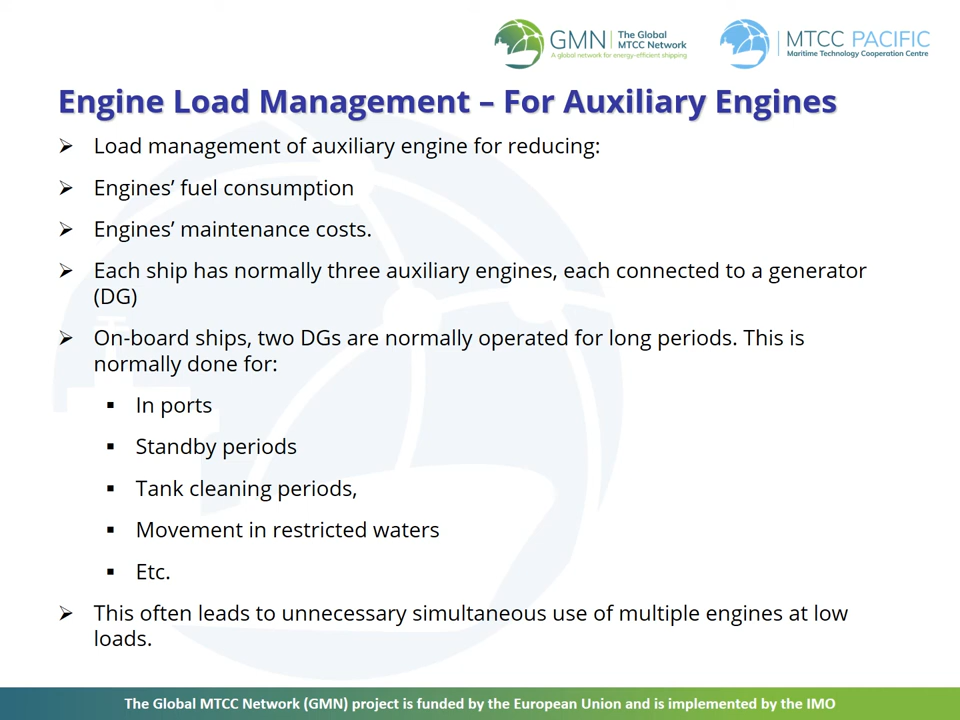 GMN
The Global
MTCC Network
A global network for energy-efficient shipping
MTCC PACIFIC
Maritime Technology Cooperation Centre
Engine Load Management – For Auxiliary Engines
➢ Load management of auxiliary engine for reducing:
➢ Engines’ fuel consumption
➢ Engines’ maintenance costs.
➢ Each ship has normally three auxiliary engines, each connected to a generator
(DG)
➢ On-board ships, two DGs are normally operated for long periods. This is
normally done for:
▪ In ports
▪ Standby periods
▪ Tank cleaning periods,
▪ Movement in restricted waters
▪ Etc.
➢ This often leads to unnecessary simultaneous use of multiple engines at low
loads.
The Global MTCC Network (GMN) project is funded by the European Union and is implemented by the IMO